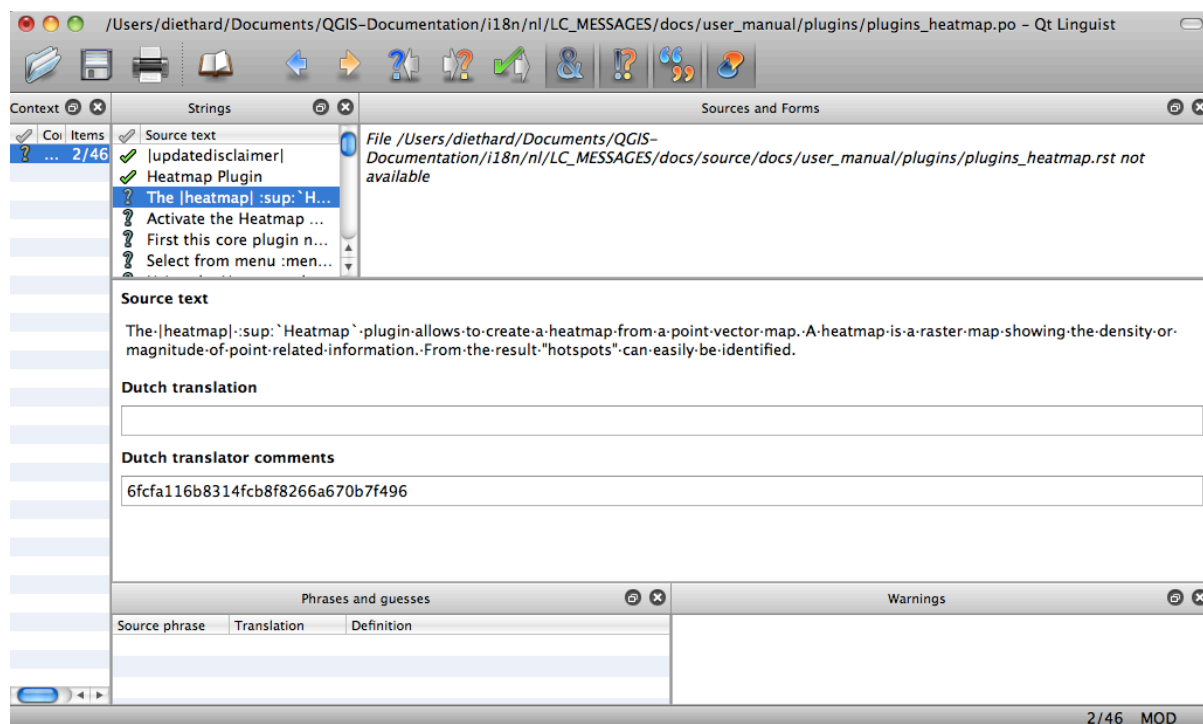 /Users/diethard/Documents/QGIS-Documentation/i18n/nl/LC_MESSAGES/docs/user_manual/plugins/plugins_heatmap.po – Qt Linguist
Context
Strings
Sources and Forms
Coı Items
... 2/46
Source text
|updatedisclaimer|
Heatmap Plugin
The |heatmap| :sup:`H...
Activate the Heatmap ...
First this core plugin n...
Select from menu :men...
File /Users/diethard/Documents/QGIS-
Documentation/i18n/nl/LC_MESSAGES/docs/source/docs/user_manual/plugins/plugins_heatmap.rst not
available
Source text
The·|heatmap|·:sup:`Heatmap`·plugin·allows·to·create·a·heatmap·from·a·point·vector·map.·A·heatmap·is·a·raster·map·showing·the·density·or·
magnitude·of·point·related·information.·From·the·result·"hotspots"·can·easily·be·identified.
Dutch translation
Dutch translator comments
6fcfa116b8314fcb8f8266a670b7f496
Phrases and guesses
Warnings
Source phrase Translation Definition
2/46 MOD